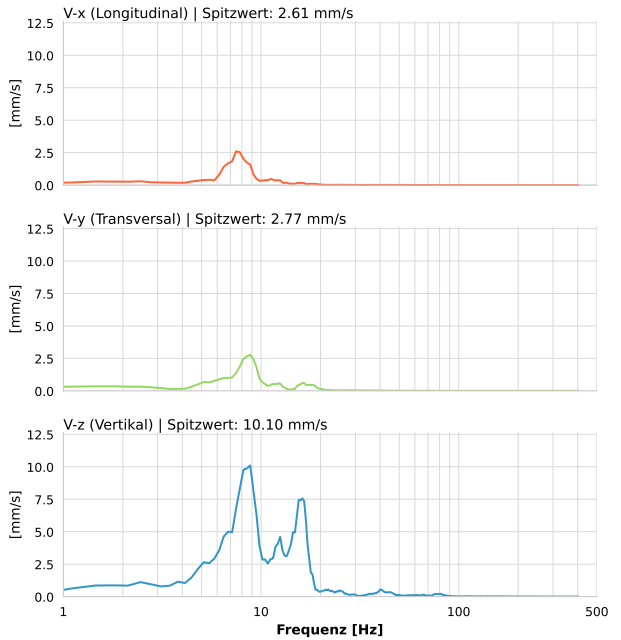 V-x (Longitudinal) | Spitzwert: 2.61 mm/s
12.5
10.0
7.5
5.0
2.5
0.0
[mm/s]
V-y (Transversal) | Spitzwert: 2.77 mm/s
12.5
10.0
7.5
5.0
2.5
0.0
[mm/s]
V-z (Vertikal) | Spitzwert: 10.10 mm/s
12.5
10.0
7.5
5.0
2.5
0.0
[mm/s]
1 10 100 500
Frequenz [Hz]